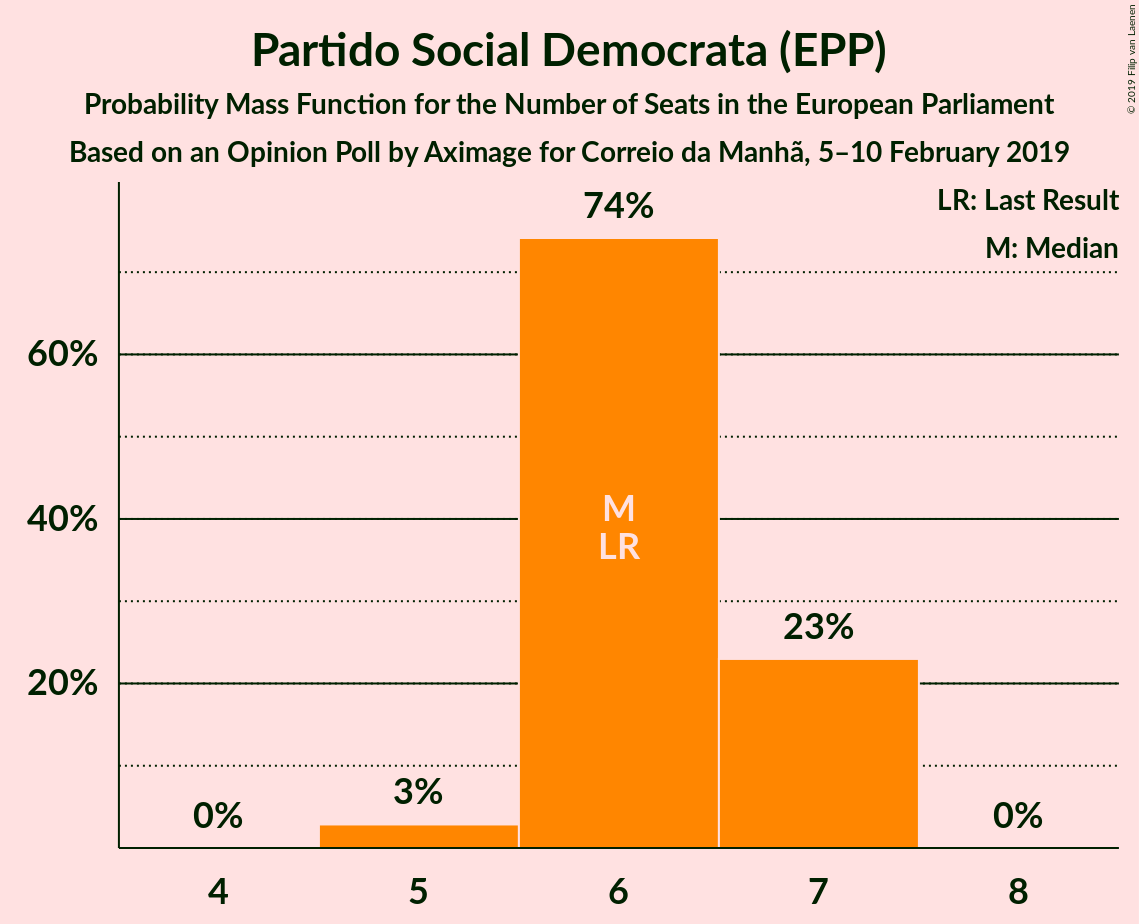 Partido Social Democrata (EPP)
Probability Mass Function for the Number of Seats in the European Parliament
Based on an Opinion Poll by Aximage for Correio da Manhã, 5–10 February 2019
© 2019 Filip van Laenen
LR: Last Result
M: Median
74%
60%
M
40%
LR
23%
20%
3%
0%
0%
4 5 6 7 8